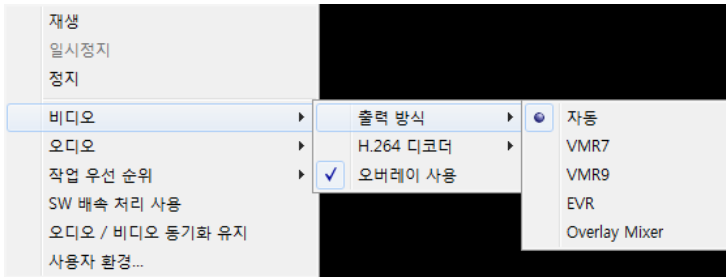 재생
일시정지
정지
비디오
오디오
작업 우선 순위
SW 배속 처리 사용
오디오 / 비디오 동기화 유지
사용자 환경...
출력 방식
H.264 디코더
오버레이 사용
자동
VMR7
VMR9
EVR
Overlay Mixer